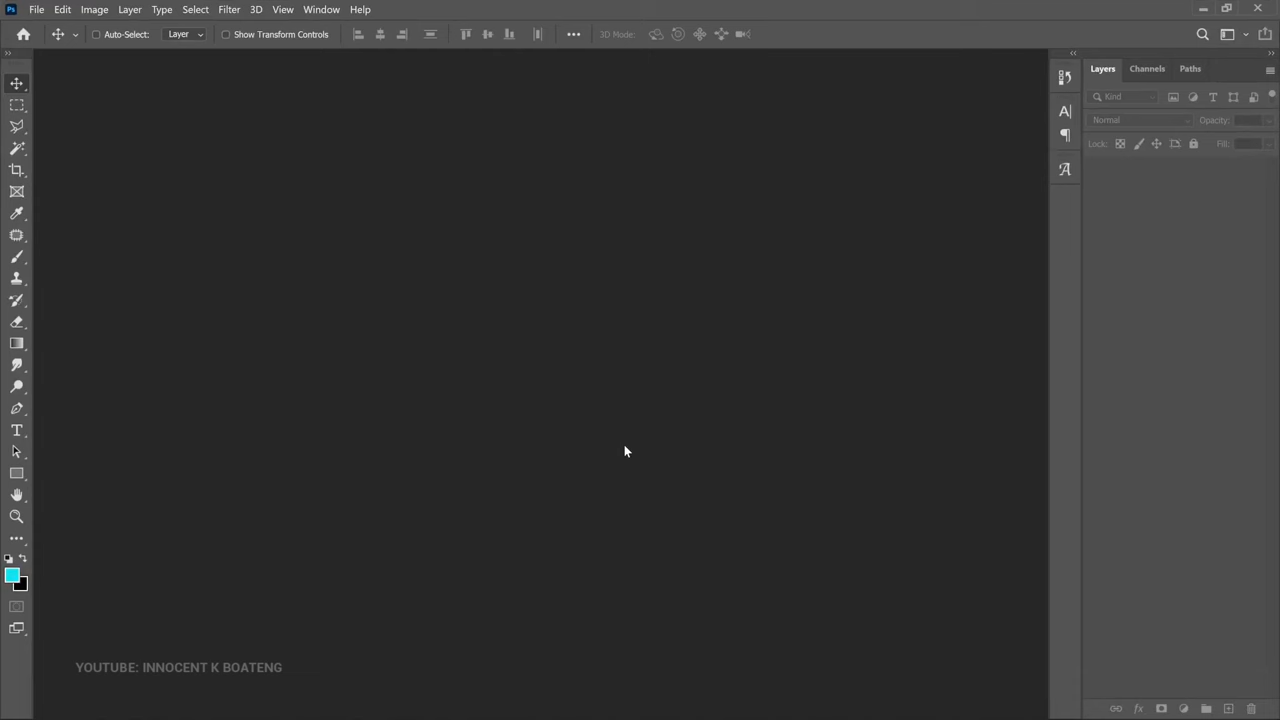 Ps File Edit Image Layer Type Select Filter 3D View Window Help
Auto-Select: Layer Show Transform Controls 3D Mode:
Layers Channels Paths
Kind
Normal Opacity:
Lock: Fill:
YOUTUBE: INNOCENT K BOATENG